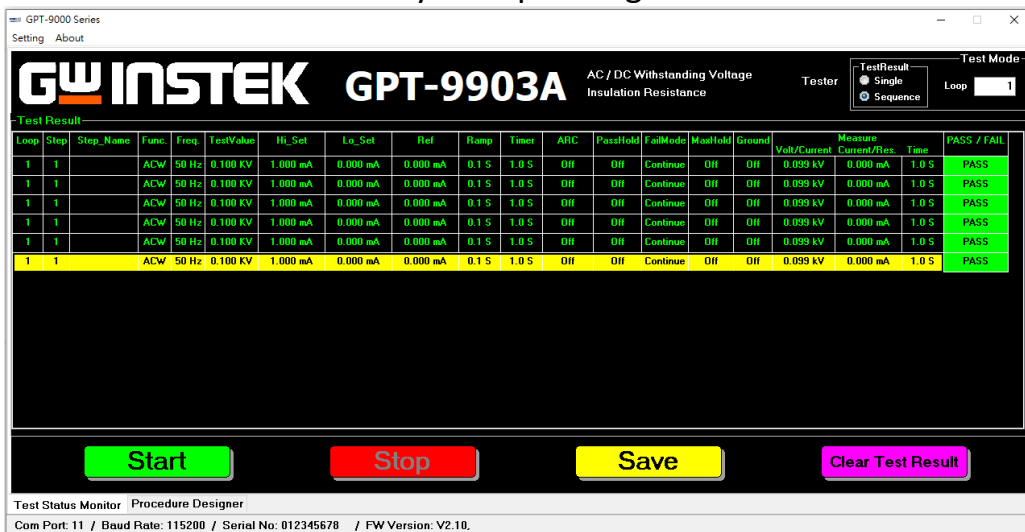 GPT-9000 Series
Setting About
GW INSTEK GPT-9903A
AC / DC Withstanding Voltage
Insulation Resistance
Tester
TestResult
Single
Sequence
Test Mode
Loop 1
Test Result
Loop Step Step_Name Func. Freq. TestValue Hi_Set Lo_Set Ref Ramp Timer ARC PassHold FailMode MaxHold Ground Measure Volt/Current Current/Res. Time PASS / FAIL
1 1 ACW 50 Hz 0.100 KV 1.000 mA 0.000 mA 0.000 mA 0.1 S 1.0 S Off Off Continue Off Off 0.099 kV 0.000 mA 1.0 S PASS
1 1 ACW 50 Hz 0.100 KV 1.000 mA 0.000 mA 0.000 mA 0.1 S 1.0 S Off Off Continue Off Off 0.099 kV 0.000 mA 1.0 S PASS
1 1 ACW 50 Hz 0.100 KV 1.000 mA 0.000 mA 0.000 mA 0.1 S 1.0 S Off Off Continue Off Off 0.099 kV 0.000 mA 1.0 S PASS
1 1 ACW 50 Hz 0.100 KV 1.000 mA 0.000 mA 0.000 mA 0.1 S 1.0 S Off Off Continue Off Off 0.099 kV 0.000 mA 1.0 S PASS
1 1 ACW 50 Hz 0.100 KV 1.000 mA 0.000 mA 0.000 mA 0.1 S 1.0 S Off Off Continue Off Off 0.099 kV 0.000 mA 1.0 S PASS
1 1 ACW 50 Hz 0.100 KV 1.000 mA 0.000 mA 0.000 mA 0.1 S 1.0 S Off Off Continue Off Off 0.099 kV 0.000 mA 1.0 S PASS
Start Stop Save Clear Test Result
Test Status Monitor Procedure Designer
Com Port: 11 / Baud Rate: 115200 / Serial No: 012345678 / FW Version: V2.10,